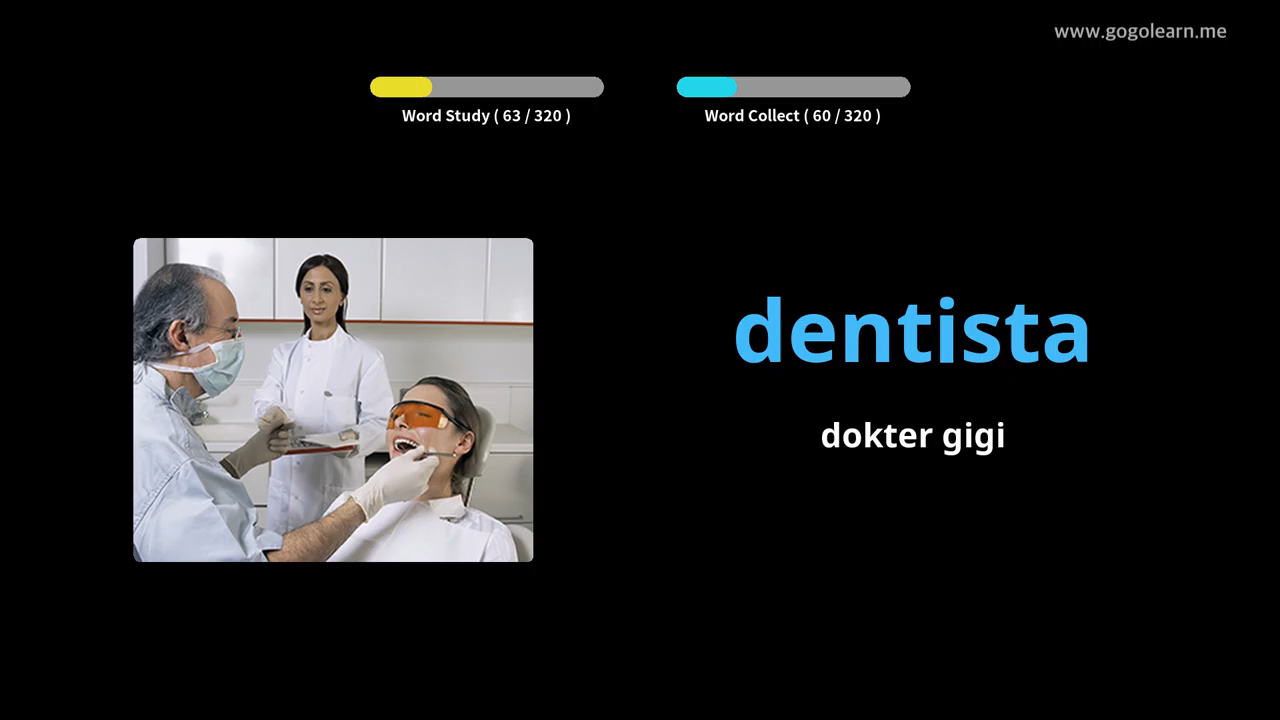 www.gogolearn.me
Word Study ( 63 / 320 )
Word Collect ( 60 / 320 )
dentista
dokter gigi